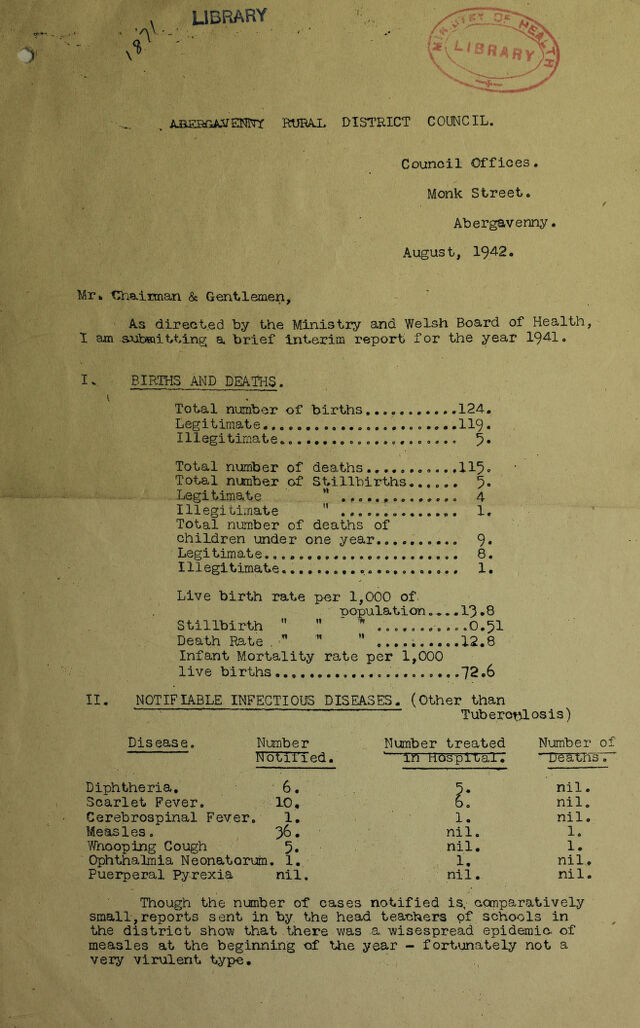 LIBRARY
1871
MINISTRY OF HEALTH
LIBRARY
ABERGAVENNY RURAL DISTRICT COUNCIL.
Council Offices.
Monk Street.
Abergavenny.
August, 1942.
Mr. Chairman & Gentlemen,
As directed by the Ministry and Welsh Board of Health,
I am submitting a brief interim report for the year 1941.
I. BIRTHS AND DEATHS.
Total number of births...........124.
Legitimate.......................119.
Illegitimate..................... 5.
Total number of deaths...........115.
Total number of Stillbirths...... 5.
Legitimate " .............. 4
Illegitimate " .............. 1.
Total number of deaths of
children under one year.......... 9.
Legitimate....................... 8.
Illegitimate..................... 1.
Live birth rate per 1,000 of
population....13.8
Stillbirth " " " ...........0.51
Death Rate " " " ..........12.8
Infant Mortality rate per 1,000
live births......................72.6
II. NOTIFIABLE INFECTIOUS DISEASES. (Other than
Tuberculosis)
Disease. Number Number treated Number of
Notified. in Hospital. Deaths.
Diphtheria. 6. 5. nil.
Scarlet Fever. 10. 6. nil.
Cerebrospinal Fever. 1. 1. nil.
Measles. 36. nil. 1.
Whooping Cough 5. nil. 1.
Ophthalmia Neonatorum. 1. 1. nil.
Puerperal Pyrexia nil. nil. nil.
Though the number of cases notified is, comparatively
small, reports sent in by the head teachers of schools in
the district show that there was a wisespread epidemic of
measles at the beginning of the year - fortunately not a
very virulent type.